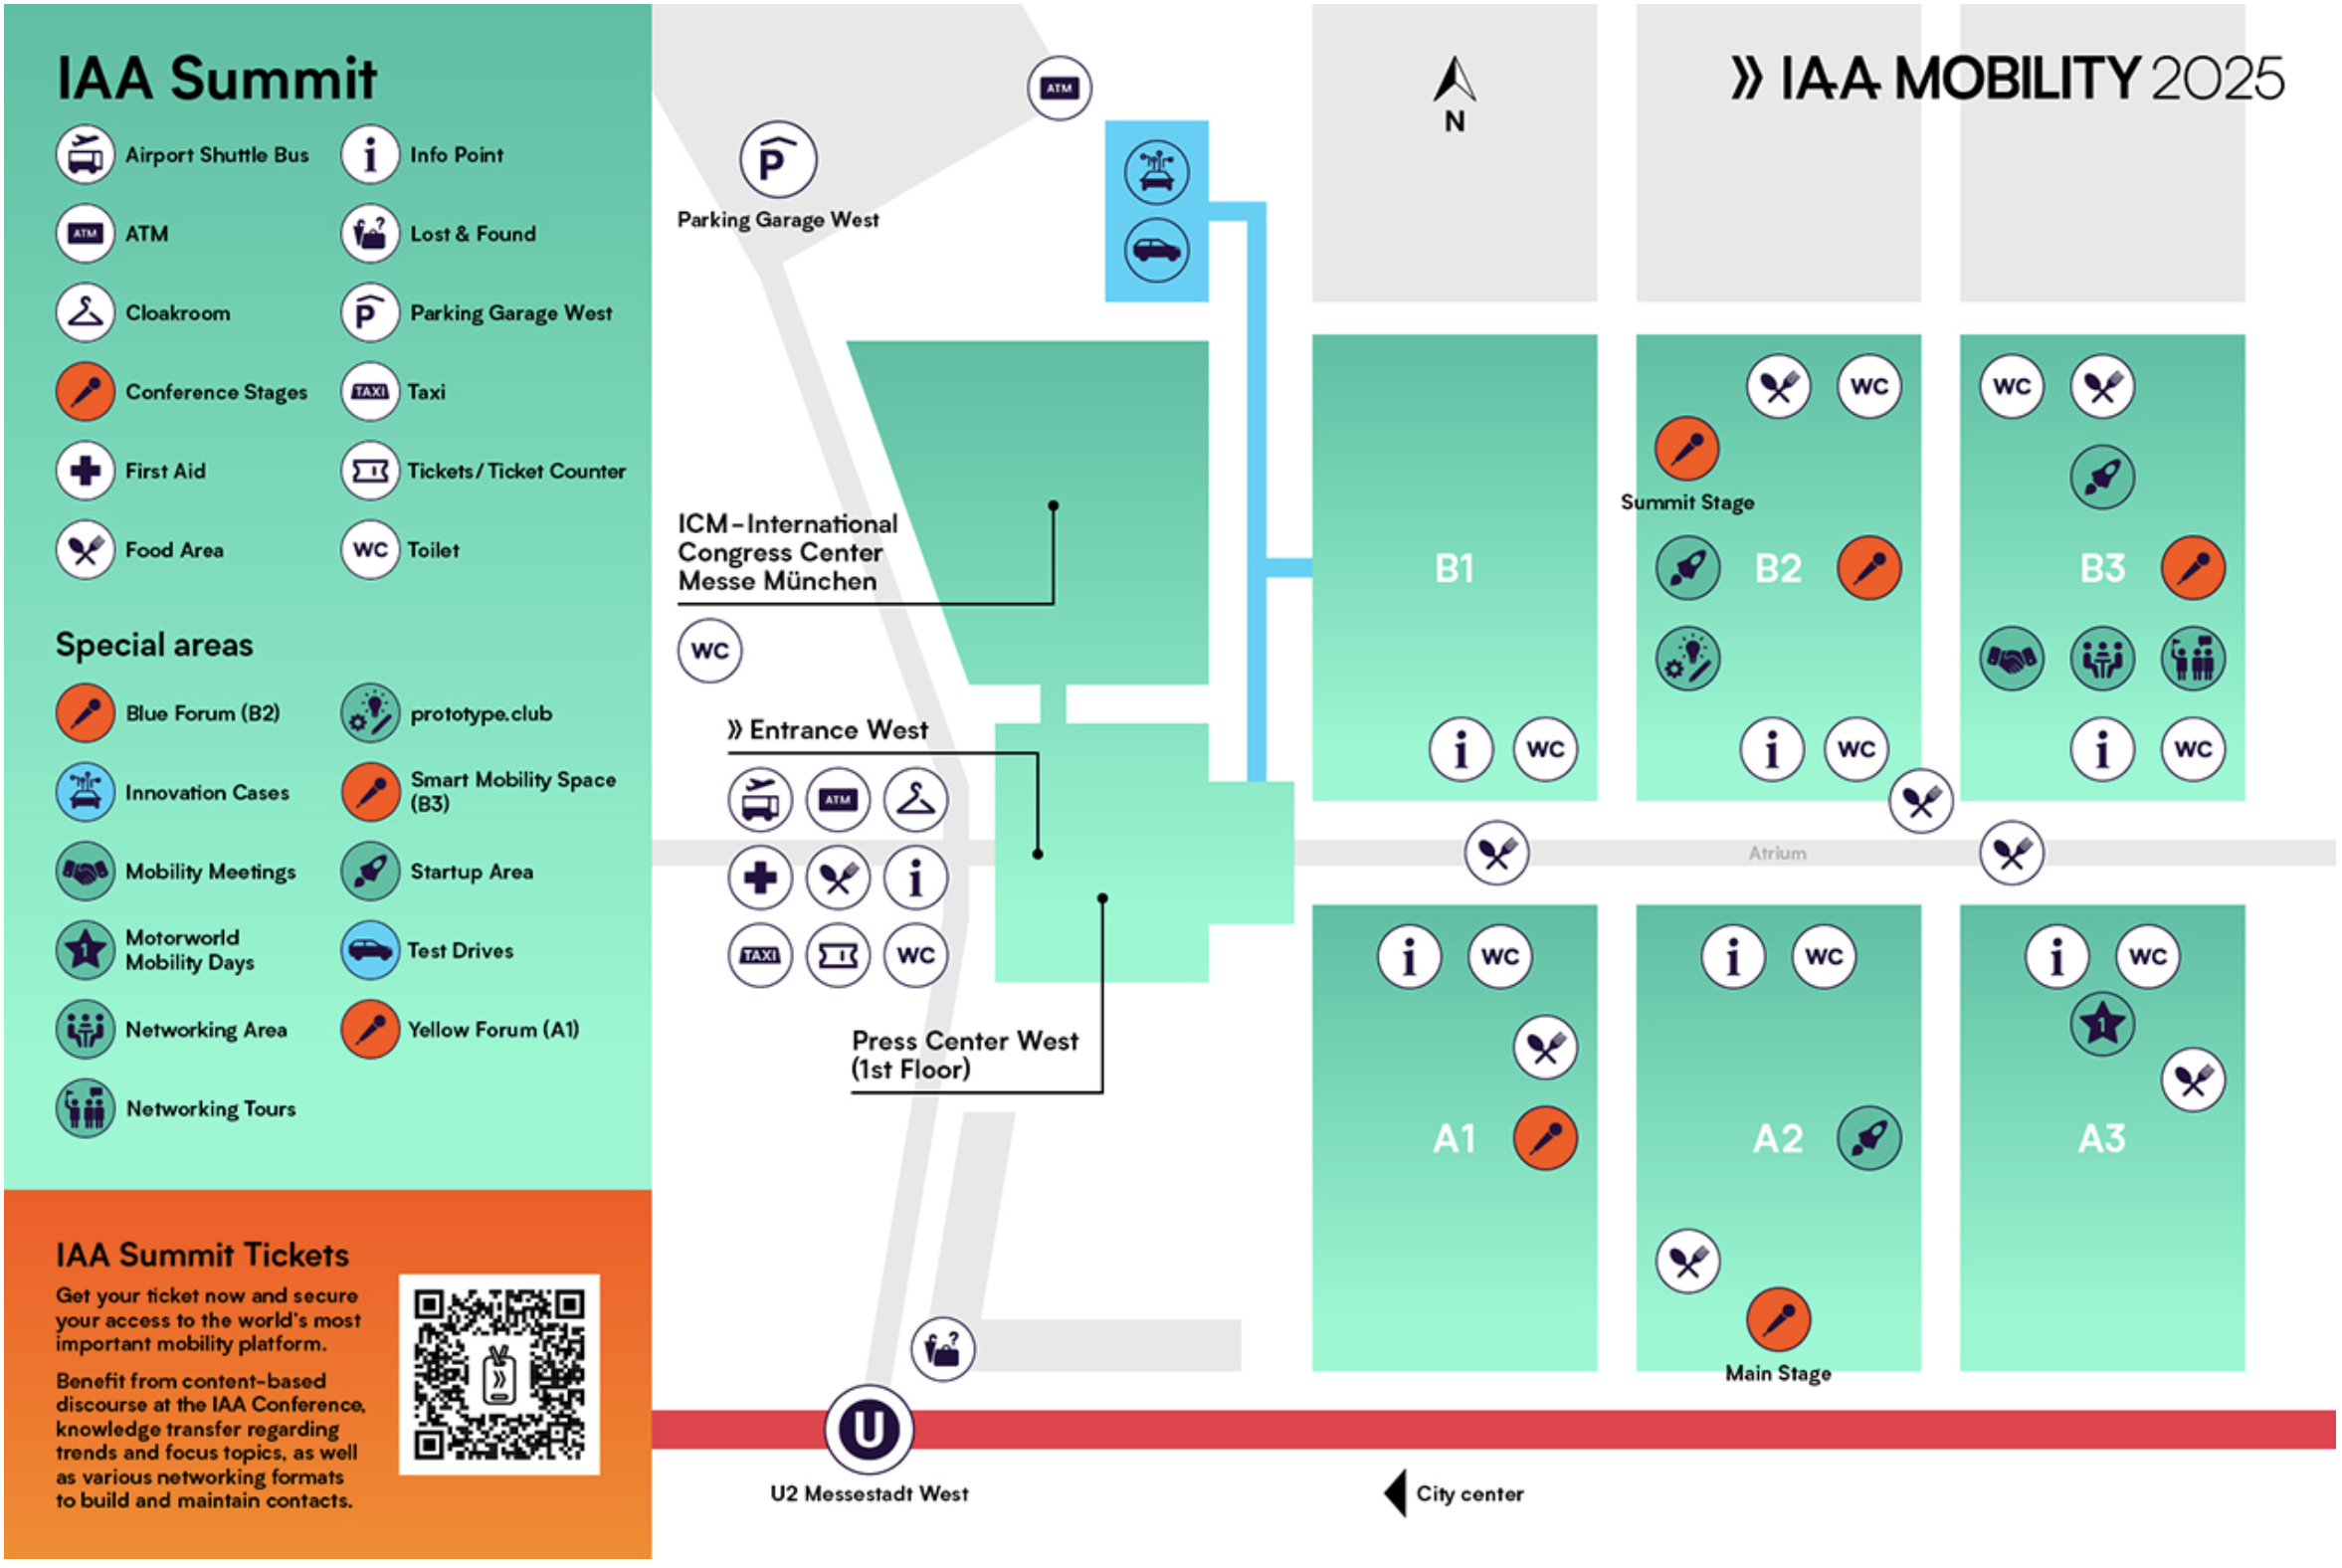 IAA Summit
Airport Shuttle Bus
ATM
ATM
Cloakroom
Conference Stages
First Aid
Food Area
i
Info Point
?
Lost & Found
P
Parking Garage West
TAXI
Taxi
Tickets/Ticket Counter
WC
Toilet
Special areas
Blue Forum (B2)
Innovation Cases
Mobility Meetings
1
Motorworld
Mobility Days
Networking Area
Networking Tours
prototype.club
Smart Mobility Space
(B3)
Startup Area
Test Drives
Yellow Forum (A1)
IAA Summit Tickets
Get your ticket now and secure
your access to the world's most
important mobility platform.
Benefit from content-based
discourse at the IAA Conference,
knowledge transfer regarding
trends and focus topics, as well
as various networking formats
to build and maintain contacts.
IAA MOBILITY 2025
N
ATM
P
Parking Garage West
ICM–International
Congress Center
Messe München
WC
Entrance West
ATM
i
TAXI
WC
Press Center West
(1st Floor)
B1
i
WC
WC
Summit Stage
B2
i
WC
WC
B3
i
WC
Atrium
i
WC
A1
i
WC
A2
Main Stage
i
WC
1
A3
?
U
U2 Messestadt West
City center